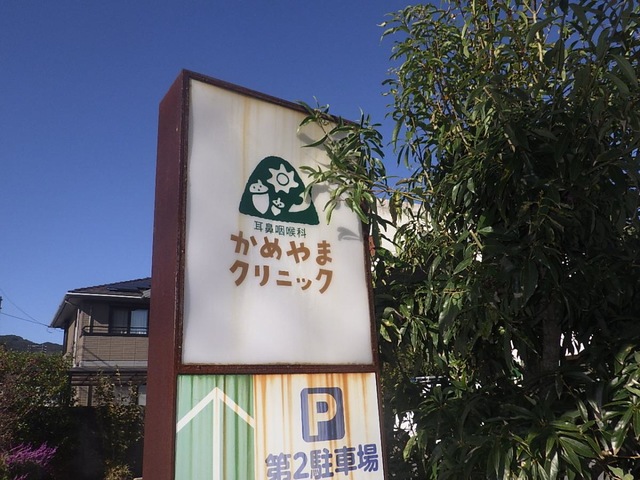 耳鼻咽喉科
かめやま
クリニック
P
第2駐車場